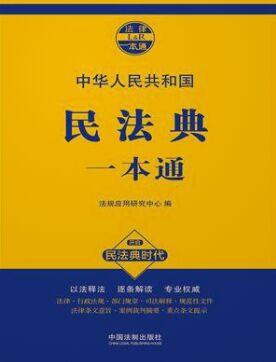 法律
L&R
一本通
中华人民共和国
民法典
一本通
法规应用研究中心 编
进应
民法典时代
以法释法 逐条解读 专业权威
法律·行政法规·部门规章·司法解释·规范性文件
法律条文意旨·案例裁判摘要·重点条文提示
中国法制出版社